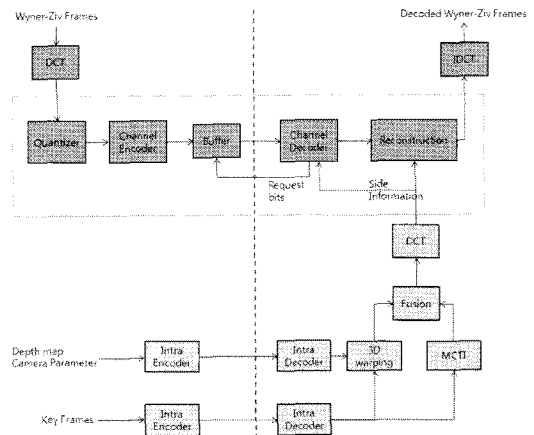 Wyner-Ziv Frames
Decoded Wyner-Ziv Frames
DCT
IDCT
Quantizer
Channel
Encoder
Buffer
Channel
Decoder
Reconstruction
Request
bits
Side
Information
DCT
Fusion
Depth map
Camera Parameter
Intra
Encoder
Intra
Decoder
3D
warping
MCTI
Key Frames
Intra
Encoder
Intra
Decoder